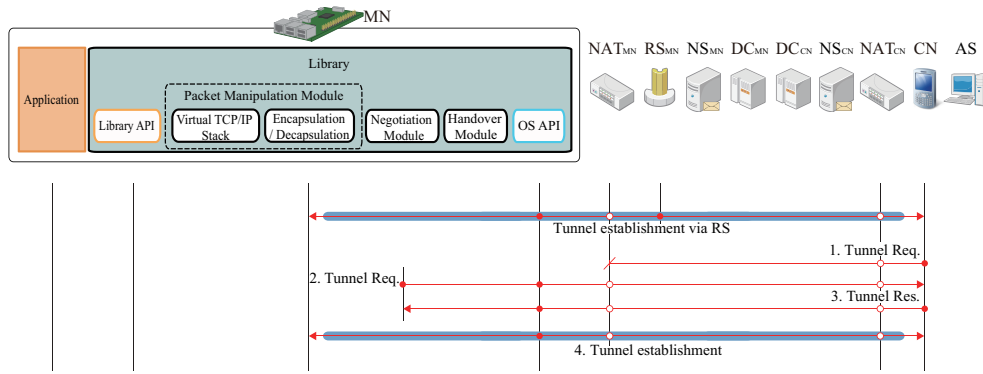 MN
NATMN RSMN NSMN DCMN DCCN NSCN NATCN CN AS
Library
Application
Packet Manipulation Module
Library API
Virtual TCP/IP
Stack
Encapsulation
/ Decapsulation
Negotiation
Module
Handover
Module
OS API
Tunnel establishment via RS
1. Tunnel Req.
2. Tunnel Req.
3. Tunnel Res.
4. Tunnel establishment